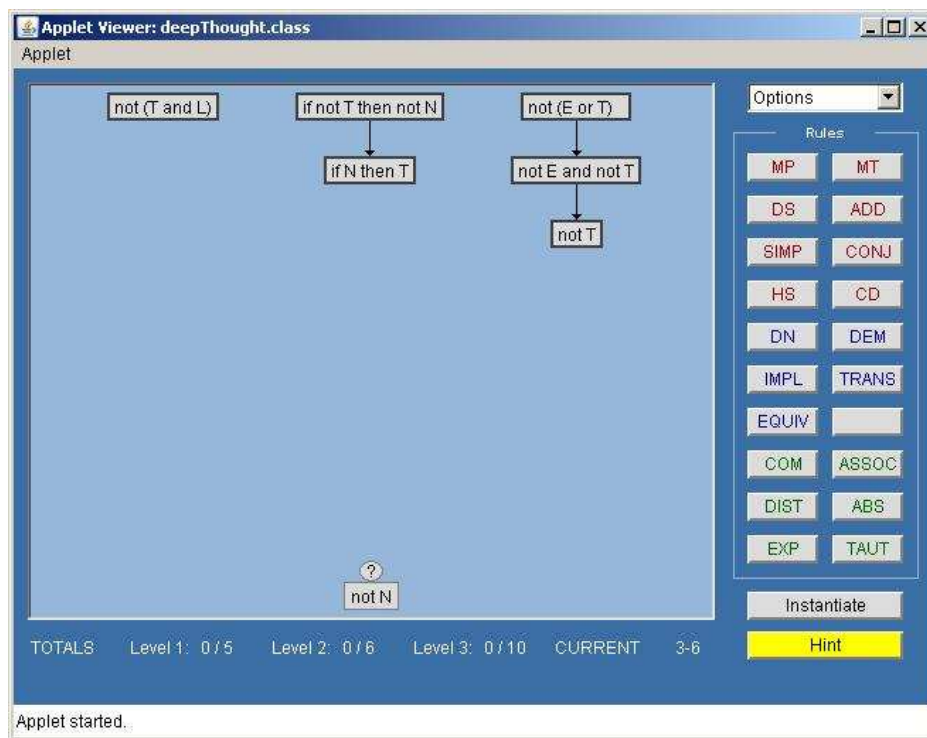 Applet Viewer: deepThought.class
Applet
not (T and L) if not T then not N not (E or T)
if N then T not E and not T
not T
?
not N
TOTALS Level 1: 0 / 5 Level 2: 0 / 6 Level 3: 0 / 10 CURRENT 3-6
Options
Rules
MP MT
DS ADD
SIMP CONJ
HS CD
DN DEM
IMPL TRANS
EQUIV
COM ASSOC
DIST ABS
EXP TAUT
Instantiate
Hint
Applet started.